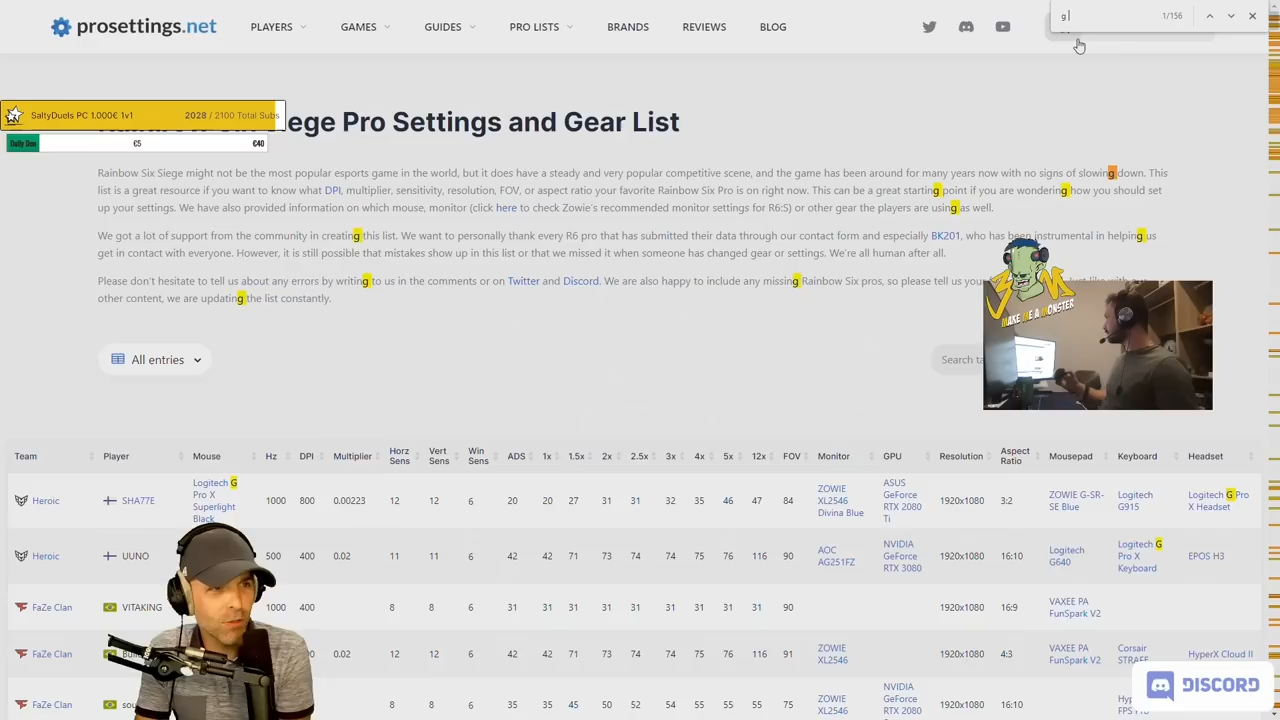 prosettings.net PLAYERS GAMES GUIDES PRO LISTS BRANDS REVIEWS BLOG
g 1/156
SaltyDuels PC 1.000€ 1v1 2028 / 2100 Total Subs
€5 €40
iege Pro Settings and Gear List
Rainbow Six Siege might not be the most popular esports game in the world, but it does have a steady and very popular competitive scene, and the game has been around for many years now with no signs of slowing down. This
list is a great resource if you want to know what DPI, multiplier, sensitivity, resolution, FOV, or aspect ratio your favorite Rainbow Six Pro is on right now. This can be a great starting point if you are wondering how you should set
up your settings. We have also provided information on which mouse, monitor (click here to check Zowie's recommended monitor settings for R6:S) or other gear the players are using as well.
We got a lot of support from the community in creating this list. We want to personally thank every R6 pro that has submitted their data through our contact form and especially BK201, who has been instrumental in helping us
get in contact with everyone. However, it is still possible that mistakes show up in this list or that we missed it when someone has changed gear or settings. We're all human after all.
Please don't hesitate to tell us about any errors by writing to us in the comments or on Twitter and Discord. We are also happy to include any missing Rainbow Six pros, so please tell us
other content, we are updating the list constantly.
MAKE ME A MONSTER
All entries Search
Team Player Mouse Hz DPI Multiplier Horz Sens Vert Sens Win Sens ADS 1x 1.5x 2x 2.5x 3x 4x 5x 12x FOV Monitor GPU Resolution Aspect Ratio Mousepad Keyboard Headset
Heroic SHA77E Logitech G Pro X Superlight Black 1000 800 0.00223 12 12 6 20 20 27 31 31 32 35 46 47 84 ZOWIE XL2546 Divina Blue ASUS GeForce RTX 2080 Ti 1920x1080 3:2 ZOWIE G-SR-SE Blue Logitech G915 Logitech G Pro X Headset
Heroic UUNO 500 400 0.02 11 11 6 42 42 71 73 74 74 75 76 116 90 AOC AG251FZ NVIDIA GeForce RTX 3080 1920x1080 16:10 Logitech G640 Logitech G Pro X Keyboard EPOS H3
FaZe Clan VITAKING 1000 400 8 8 6 31 31 31 31 31 31 31 31 31 90 1920x1080 16:9 VAXEE PA FunSpark V2
FaZe Clan 0.02 12 12 6 42 42 71 73 74 74 75 76 116 91 ZOWIE XL2546 1920x1080 4:3 VAXEE PA FunSpark V2 Corsair HyperX Cloud II
FaZe Clan 8 8 6 35 35 45 50 52 54 55 55 55 75 NVIDIA GeForce 1920x1080 16:10
DISCORD